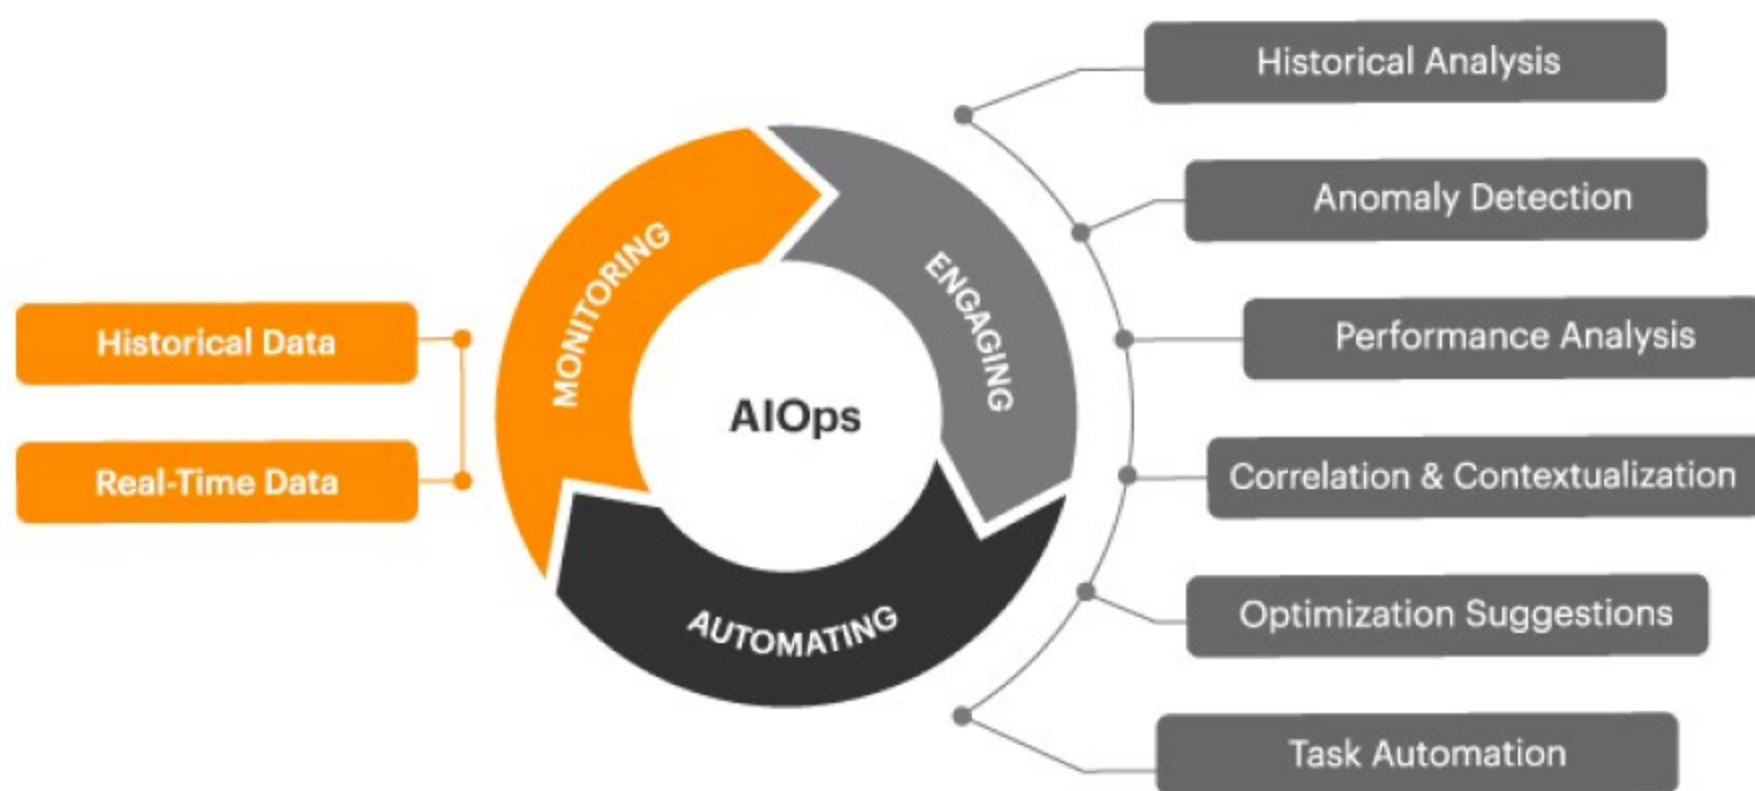 Historical Data
Real-Time Data
MONITORING
ENGAGING
AUTOMATING
AIOps
Historical Analysis
Anomaly Detection
Performance Analysis
Correlation & Contextualization
Optimization Suggestions
Task Automation